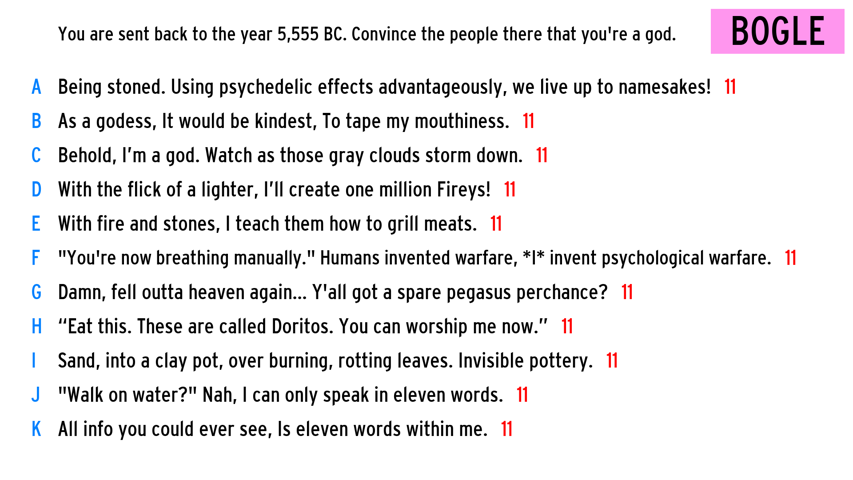 You are sent back to the year 5,555 BC. Convince the people there that you're a god.
BOGLE
A Being stoned. Using psychedelic effects advantageously, we live up to namesakes! 11
B As a godess, It would be kindest, To tape my mouthiness. 11
C Behold, I'm a god. Watch as those gray clouds storm down. 11
D With the flick of a lighter, I'll create one million Fireys! 11
E With fire and stones, I teach them how to grill meats. 11
F "You're now breathing manually." Humans invented warfare, *I* invent psychological warfare. 11
G Damn, fell outta heaven again... Y'all got a spare pegasus perchance? 11
H “Eat this. These are called Doritos. You can worship me now.” 11
I Sand, into a clay pot, over burning, rotting leaves. Invisible pottery. 11
J "Walk on water?" Nah, I can only speak in eleven words. 11
K All info you could ever see, Is eleven words within me. 11